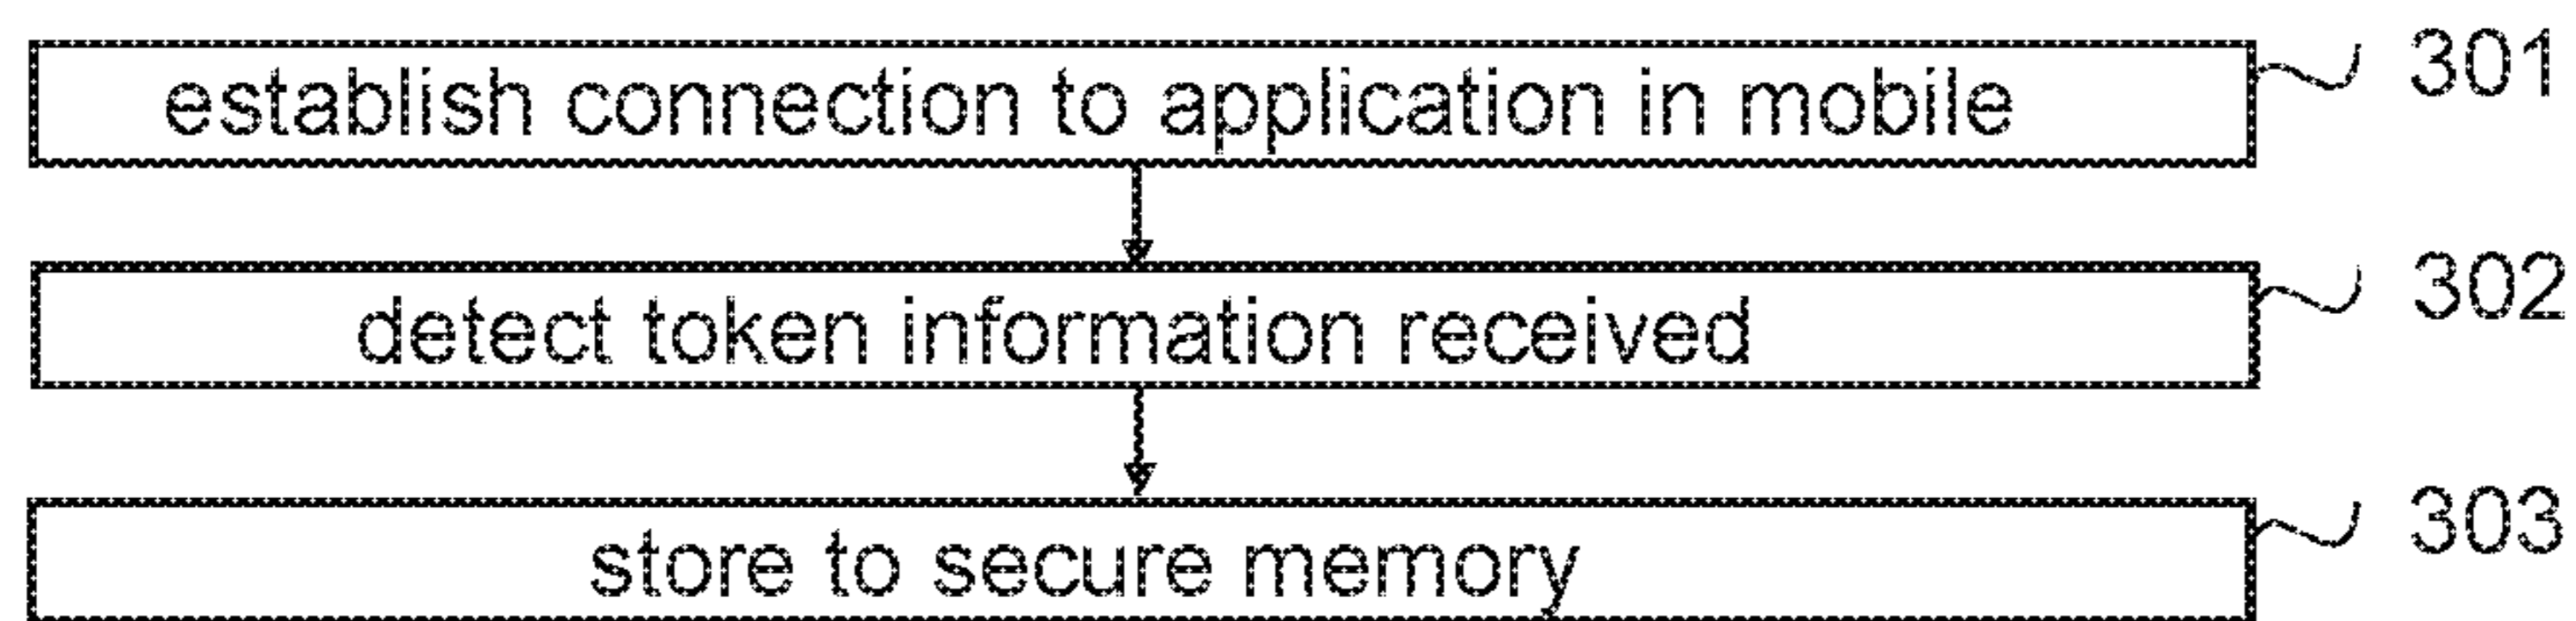 establish connection to application in mobile 301
detect token information received 302
store to secure memory 303